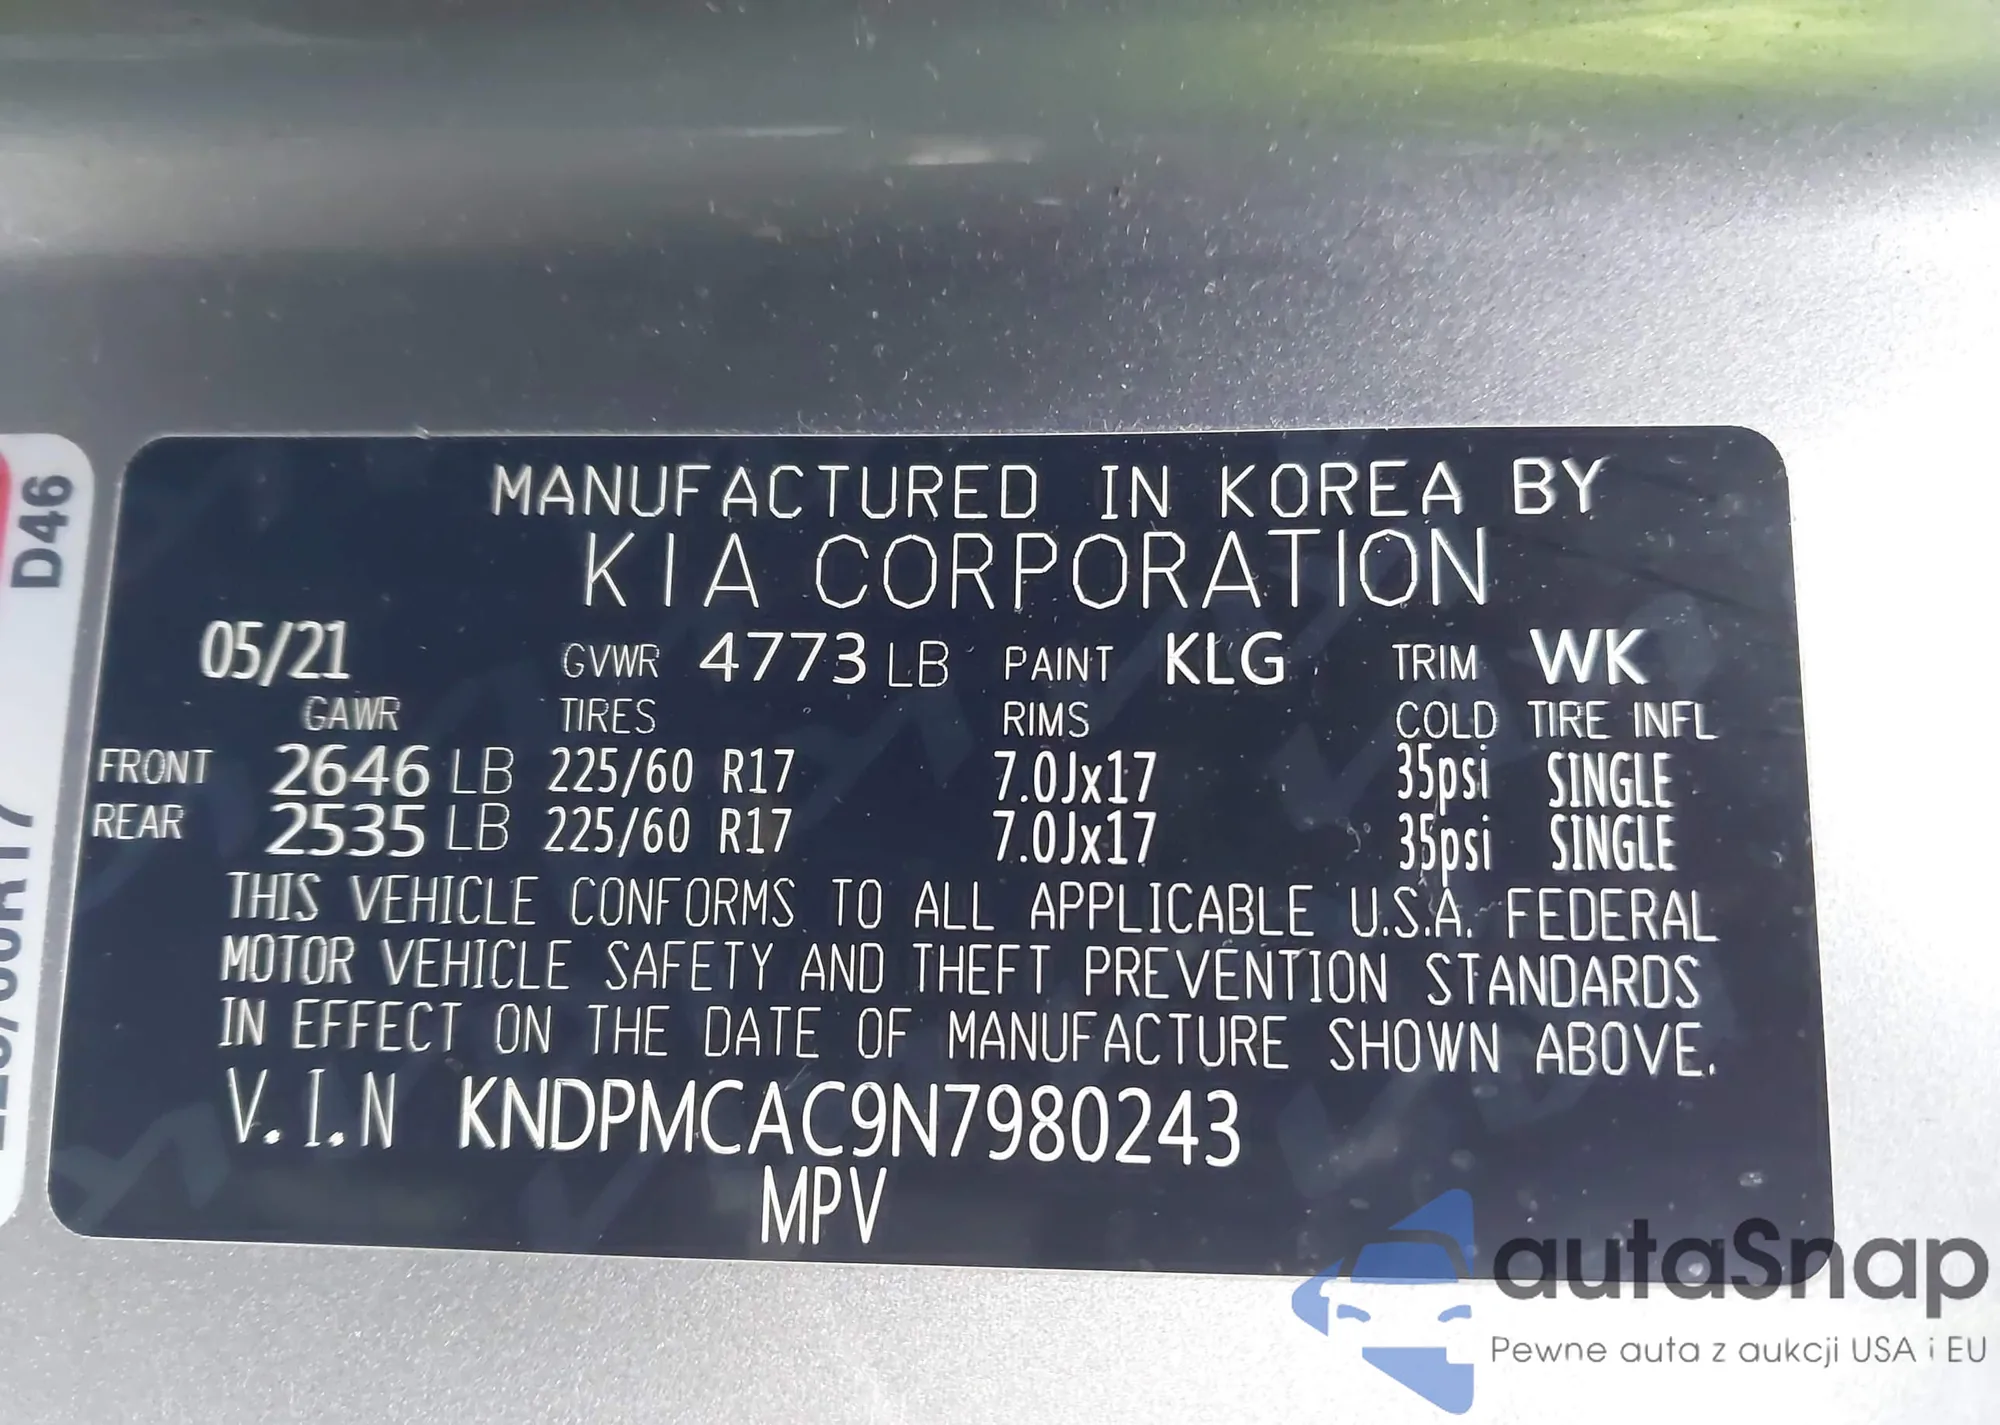 MANUFACTURED IN KOREA BY
KIA CORPORATION
05/21 GVWR 4773 LB PAINT KLG TRIM WK
GAWR TIRES RIMS COLD TIRE INFL
FRONT 2646 LB 225/60 R17 7.0Jx17 35psi SINGLE
REAR 2535 LB 225/60 R17 7.0Jx17 35psi SINGLE
THIS VEHICLE CONFORMS TO ALL APPLICABLE U.S.A. FEDERAL
MOTOR VEHICLE SAFETY AND THEFT PREVENTION STANDARDS
IN EFFECT ON THE DATE OF MANUFACTURE SHOWN ABOVE.
V.I.N KNDPMCAC9N7980243
MPV
D46
autaSnap
Pewne auta z aukcji USA i EU